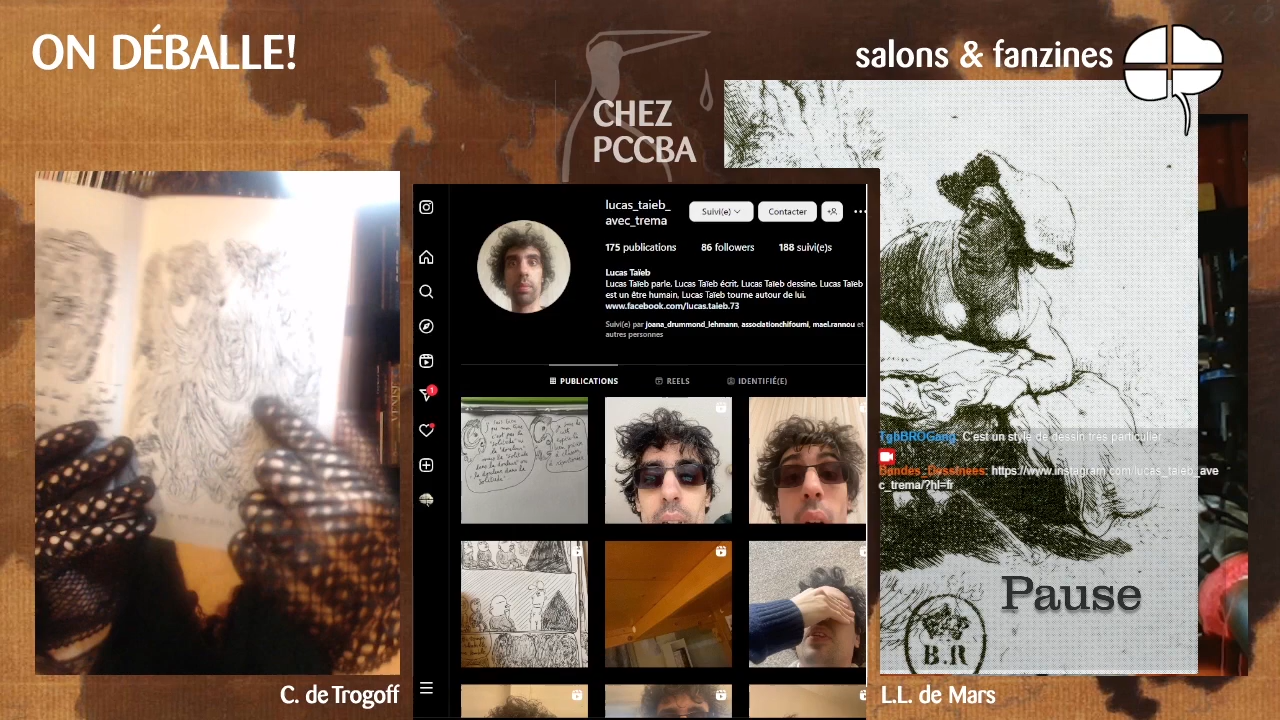 ON DÉBALLE!
salons & fanzines
CHEZ
PCCBA
lucas_taieb_
avec_trema
Suivi(e)
Contacter
175 publications 86 followers 188 suivi(e)s
Lucas Taïeb
Lucas Taïeb parle, Lucas Taïeb écrit, Lucas Taïeb dessine, Lucas Taïeb
est un être humain, Lucas Taïeb tourne autour de lui.
www.facebook.com/lucas.taieb.73
Suivi(e) par joana_drummond_lehmann, associationchifoumi, mael.rannou et
autres personnes
PUBLICATIONS REELS IDENTIFIÉ(E)
1
TgbBROGang: C'est un style de dessin très particulier
Bandes_Dessinees: https://www.instagram.com/lucas_taieb_ave
c_trema/?hl=fr
Pause
B.R
C. de Trogoff
L.L. de Mars